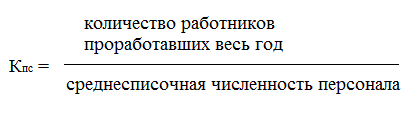 количество работников
проработавших весь год
Кпс =
среднесписочная численность персонала